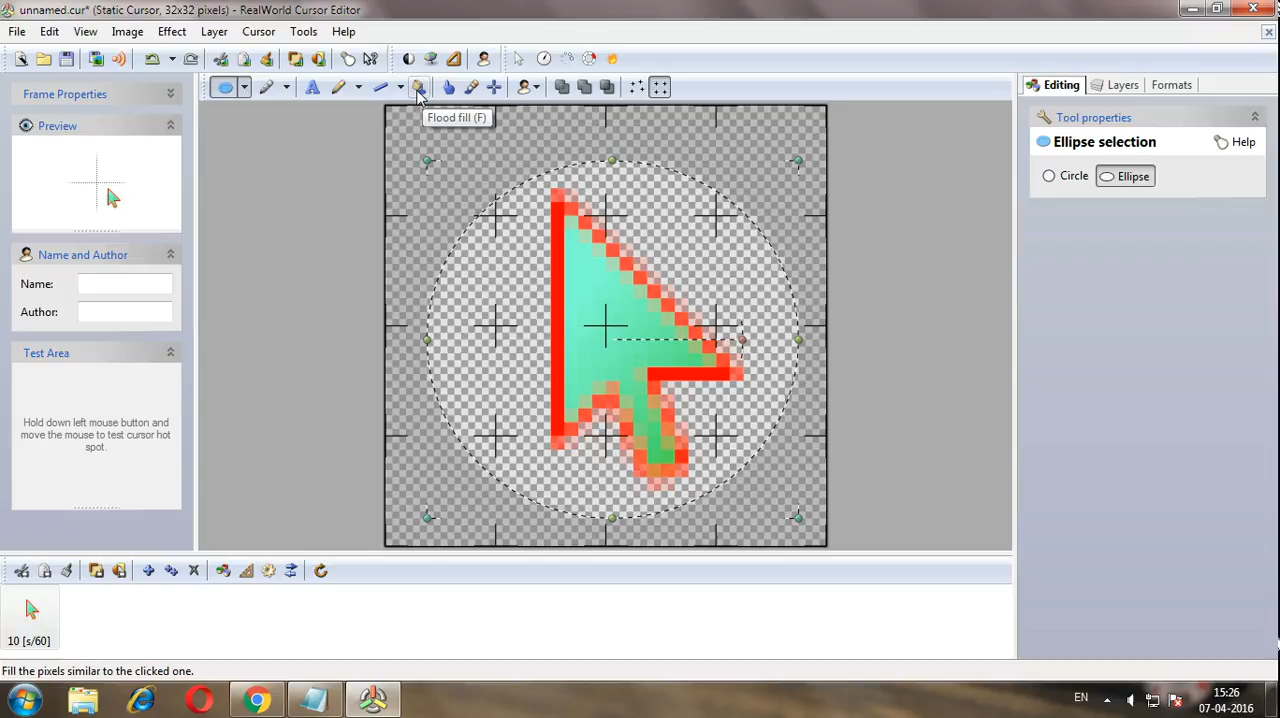 unnamed.cur* (Static Cursor, 32x32 pixels) - RealWorld Cursor Editor
File Edit View Image Effect Layer Cursor Tools Help
Frame Properties
Flood fill (F)
Editing Layers Formats
Preview
Tool properties
Ellipse selection Help
Circle Ellipse
Name and Author
Name:
Author:
Test Area
Hold down left mouse button and
move the mouse to test cursor hot
spot.
10 [s/60]
Fill the pixels similar to the clicked one.
EN
15:26
07-04-2016